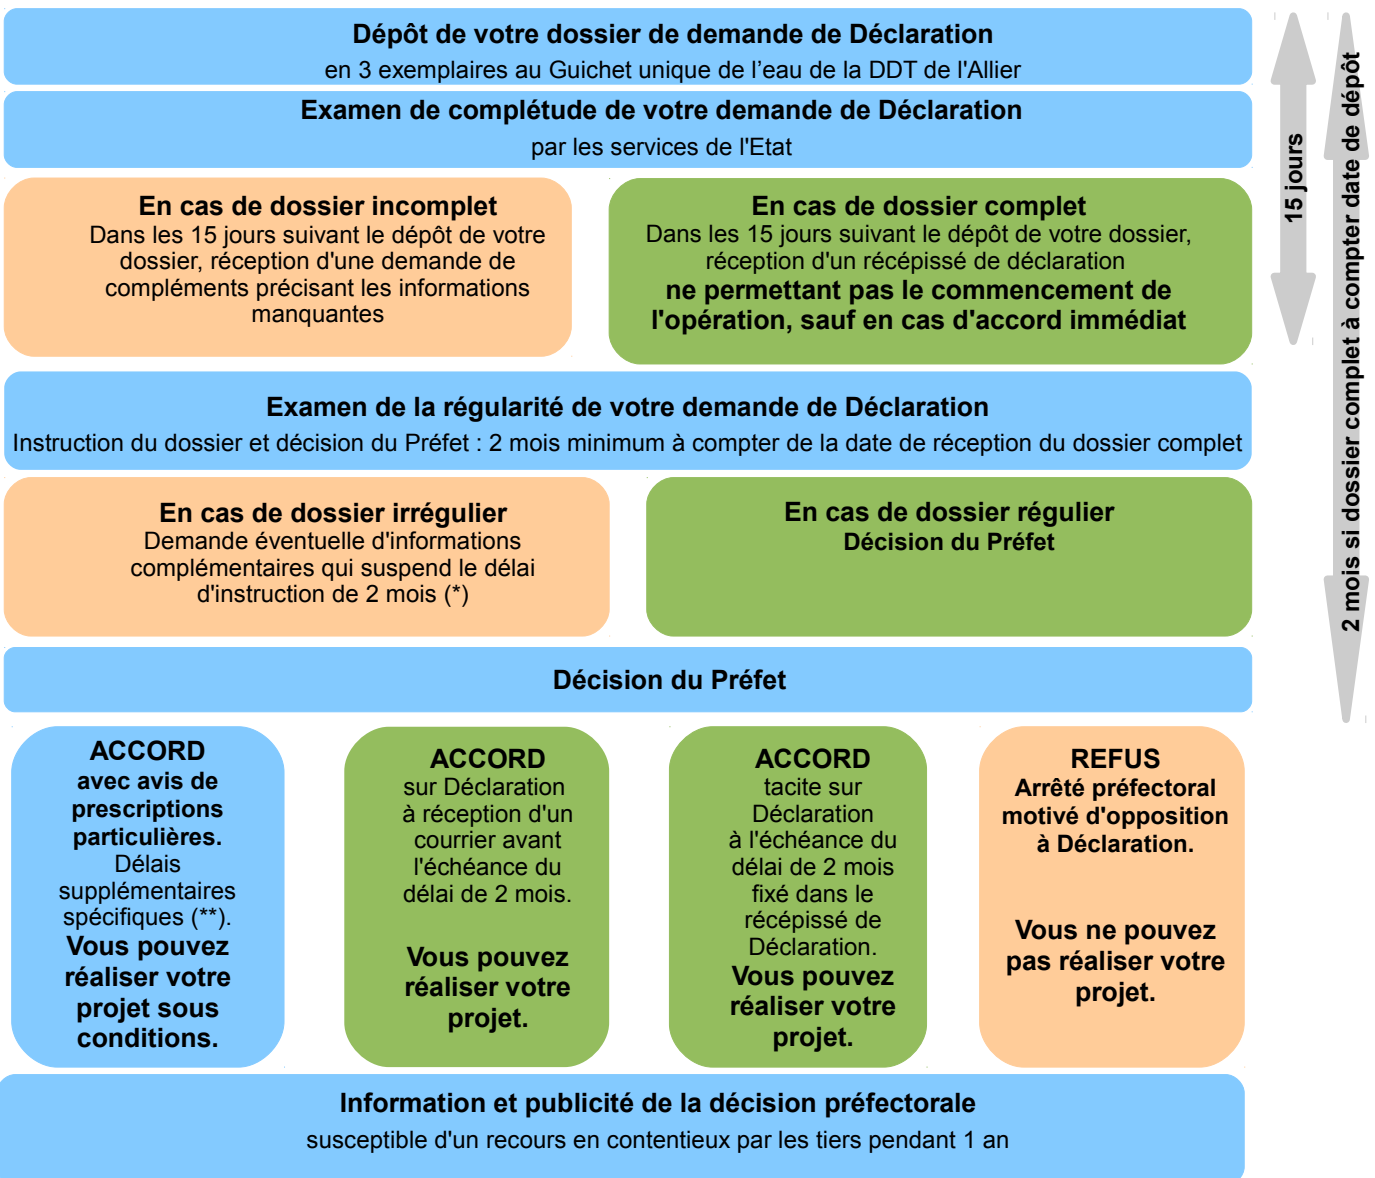 Dépôt de votre dossier de demande de Déclaration
en 3 exemplaires au Guichet unique de l’eau de la DDT de l'Allier
Examen de complétude de votre demande de Déclaration
par les services de l'Etat
En cas de dossier incomplet
Dans les 15 jours suivant le dépôt de votre
dossier, réception d'une demande de
compléments précisant les informations
manquantes
En cas de dossier complet
Dans les 15 jours suivant le dépôt de votre dossier,
réception d'un récépissé de déclaration
ne permettant pas le commencement de
l'opération, sauf en cas d'accord immédiat
15 jours
2 mois si dossier complet à compter date de dépôt
Examen de la régularité de votre demande de Déclaration
Instruction du dossier et décision du Préfet : 2 mois minimum à compter de la date de réception du dossier complet
En cas de dossier irrégulier
Demande éventuelle d'informations
complémentaires qui suspend le délai
d'instruction de 2 mois (*)
En cas de dossier régulier
Décision du Préfet
Décision du Préfet
ACCORD
avec avis de
prescriptions
particulières.
Délais
supplémentaires
spécifiques (**).
Vous pouvez
réaliser votre
projet sous
conditions.
ACCORD
sur Déclaration
à réception d'un
courrier avant
l'échéance du
délai de 2 mois.
Vous pouvez
réaliser votre
projet.
ACCORD
tacite sur
Déclaration
à l'échéance du
délai de 2 mois
fixé dans le
récépissé de
Déclaration.
Vous pouvez
réaliser votre
projet.
REFUS
Arrêté préfectoral
motivé d'opposition
à Déclaration.
Vous ne pouvez
pas réaliser votre
projet.
Information et publicité de la décision préfectorale
susceptible d'un recours en contentieux par les tiers pendant 1 an